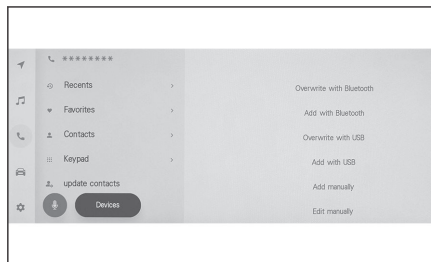 ********
Recents
Favorites
Contacts
Keypad
update contacts
Devices
Overwrite with Bluetooth
Add with Bluetooth
Overwrite with USB
Add with USB
Add manually
Edit manually